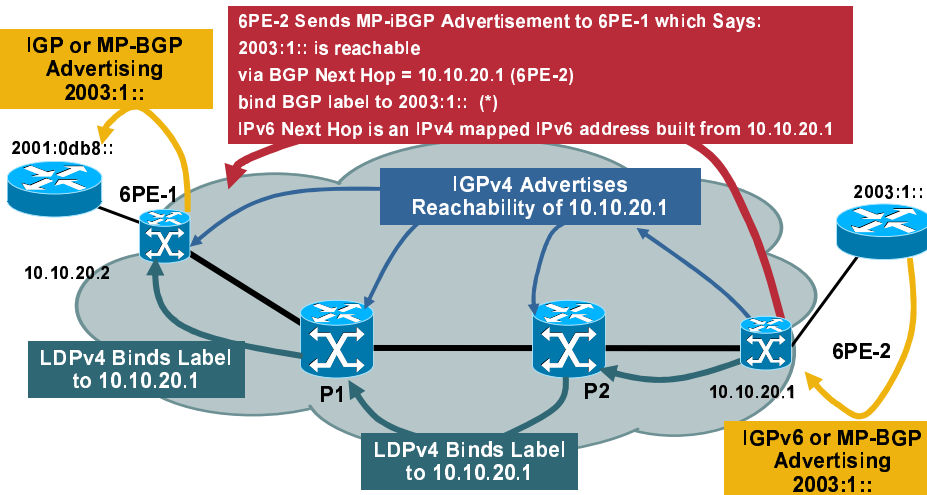 6PE-2 Sends MP-iBGP Advertisement to 6PE-1 which Says:
2003:1:: is reachable
via BGP Next Hop = 10.10.20.1 (6PE-2)
bind BGP label to 2003:1:: (*)
IPv6 Next Hop is an IPv4 mapped IPv6 address built from 10.10.20.1
IGP or MP-BGP
Advertising
2003:1::
2001:0db8::
6PE-1
10.10.20.2
IGPv4 Advertises
Reachability of 10.10.20.1
2003:1::
LDPv4 Binds Label
to 10.10.20.1
P1
P2
6PE-2
10.10.20.1
LDPv4 Binds Label
to 10.10.20.1
IGPv6 or MP-BGP
Advertising
2003:1::